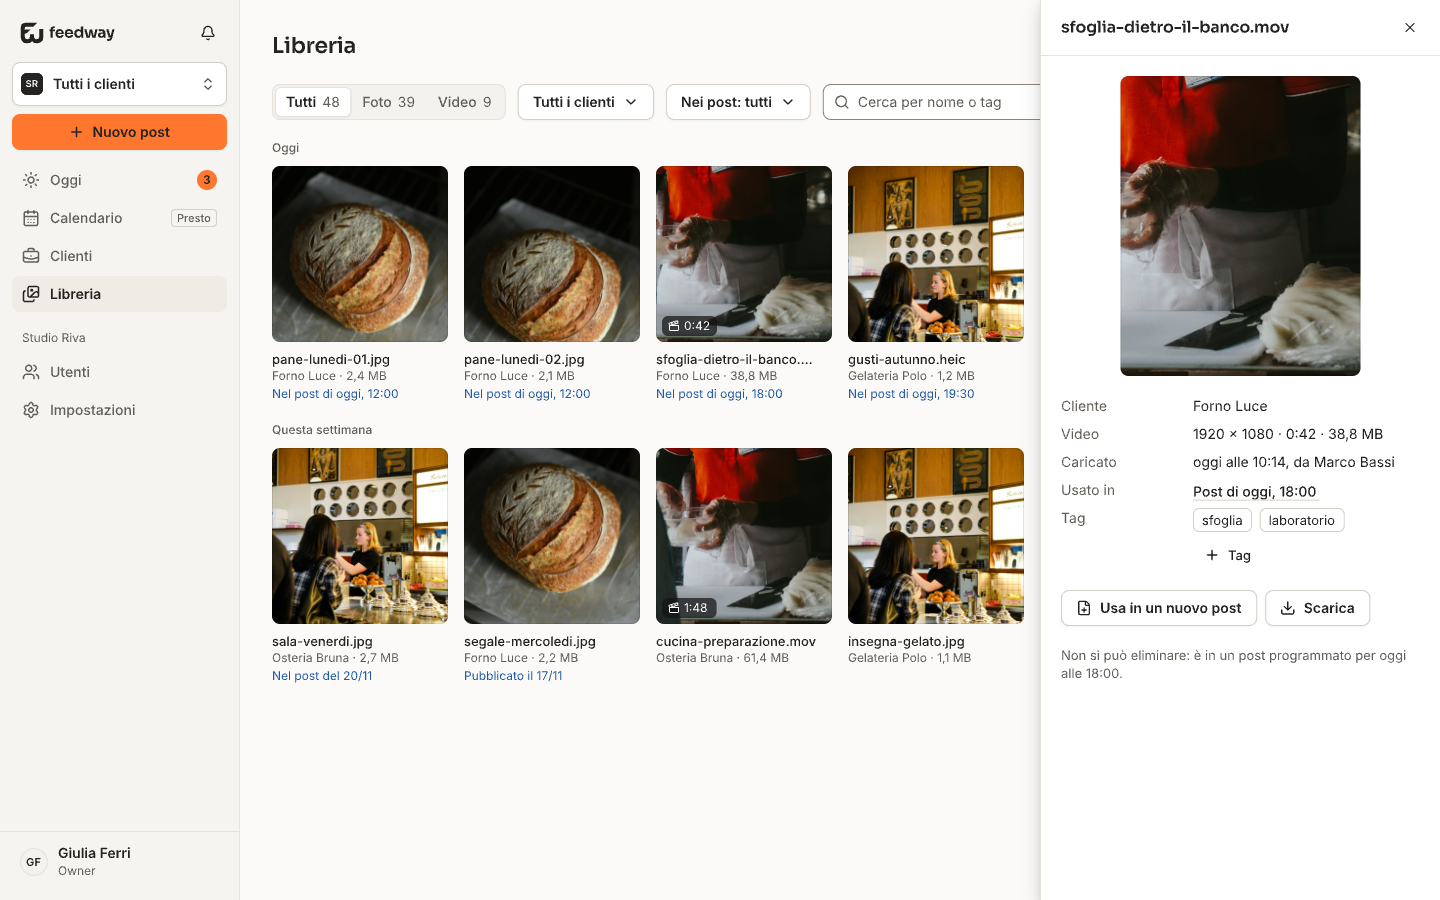 feedway
SR Tutti i clienti
Nuovo post
Oggi 3
Calendario Presto
Clienti
Libreria
Studio Riva
Utenti
Impostazioni
GF Giulia Ferri
Owner
Libreria
Tutti 48 Foto 39 Video 9 Tutti i clienti Nei post: tutti Cerca per nome o tag
Oggi
0:42
pane-lunedi-01.jpg
Forno Luce · 2,4 MB
Nel post di oggi, 12:00
pane-lunedi-02.jpg
Forno Luce · 2,1 MB
Nel post di oggi, 12:00
sfoglia-dietro-il-banco....
Forno Luce · 38,8 MB
Nel post di oggi, 18:00
gusti-autunno.heic
Gelateria Polo · 1,2 MB
Nel post di oggi, 19:30
Questa settimana
1:48
sala-venerdi.jpg
Osteria Bruna · 2,7 MB
Nel post del 20/11
segale-mercoledi.jpg
Forno Luce · 2,2 MB
Pubblicato il 17/11
cucina-preparazione.mov
Osteria Bruna · 61,4 MB
insegna-gelato.jpg
Gelateria Polo · 1,1 MB
sfoglia-dietro-il-banco.mov
Cliente Forno Luce
Video 1920 × 1080 · 0:42 · 38,8 MB
Caricato oggi alle 10:14, da Marco Bassi
Usato in Post di oggi, 18:00
Tag sfoglia laboratorio
Tag
Usa in un nuovo post Scarica
Non si può eliminare: è in un post programmato per oggi
alle 18:00.